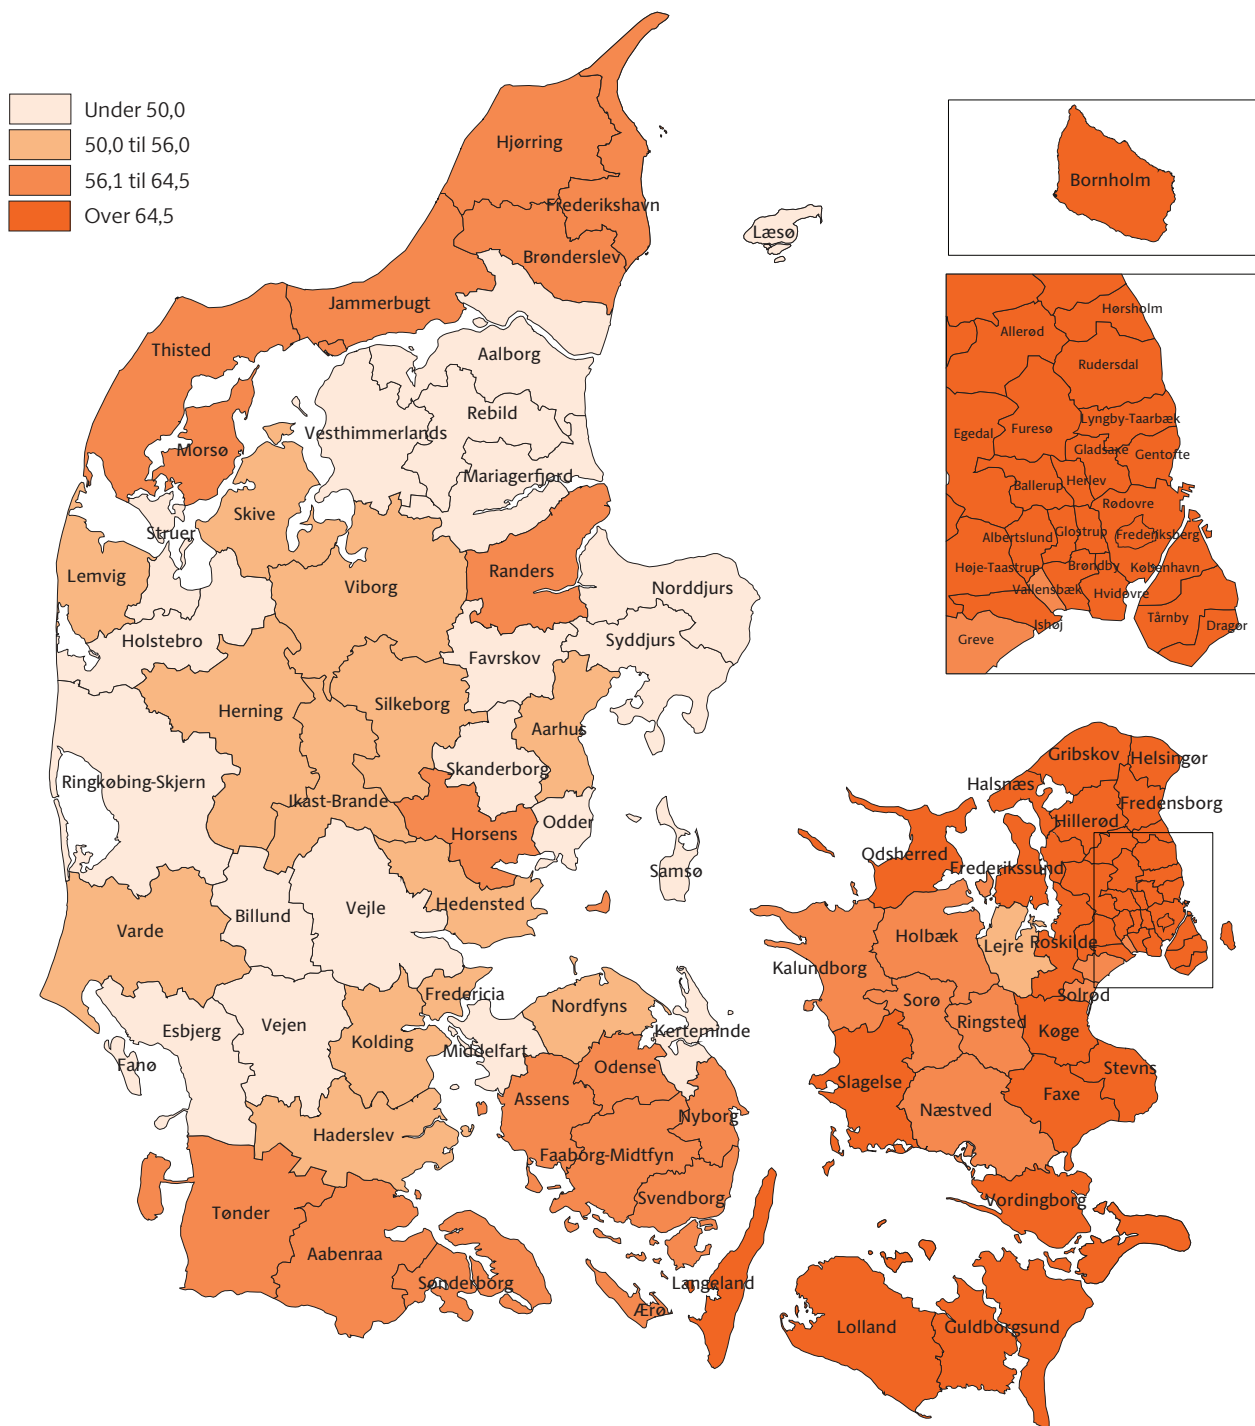 Under 50,0
50,0 til 56,0
56,1 til 64,5
Over 64,5
Hjørring
Frederikshavn
Brønderslev
Læsø
Jammerbugt
Thisted
Aalborg
Rebild
Vesthimmerlands
Morsø
Mariagerfjord
Skive
Struer
Lemvig
Viborg
Randers
Norddjurs
Holstebro
Favrskov
Syddjurs
Herning
Silkeborg
Aarhus
Skanderborg
Ringkøbing-Skjern
Ikast-Brande
Horsens
Odder
Samsø
Hedensted
Billund
Vejle
Varde
Fredericia
Nordfyns
Esbjerg
Vejen
Kolding
Middelfart
Kerteminde
Fanø
Odense
Assens
Nyborg
Haderslev
Faaborg-Midtfyn
Svendborg
Tønder
Aabenraa
Sønderborg
Langeland
Ærø
Bornholm
Hørsholm
Allerød
Rudersdal
Lyngby-Taarbæk
Egedal
Furesø
Gladsaxe
Gentofte
Ballerup
Herlev
Rødovre
Albertslund
Glostrup
Frederiksberg
Høje-Taastrup
Brøndby
København
Vallensbæk
Hvidovre
Tårnby
Dragør
Ishøj
Greve
Gribskov
Helsingør
Halsnæs
Fredensborg
Hillerød
Odsherred
Frederikssund
Holbæk
Lejre
Roskilde
Kalundborg
Solrød
Sorø
Ringsted
Køge
Stevns
Slagelse
Faxe
Næstved
Vordingborg
Lolland
Guldborgsund